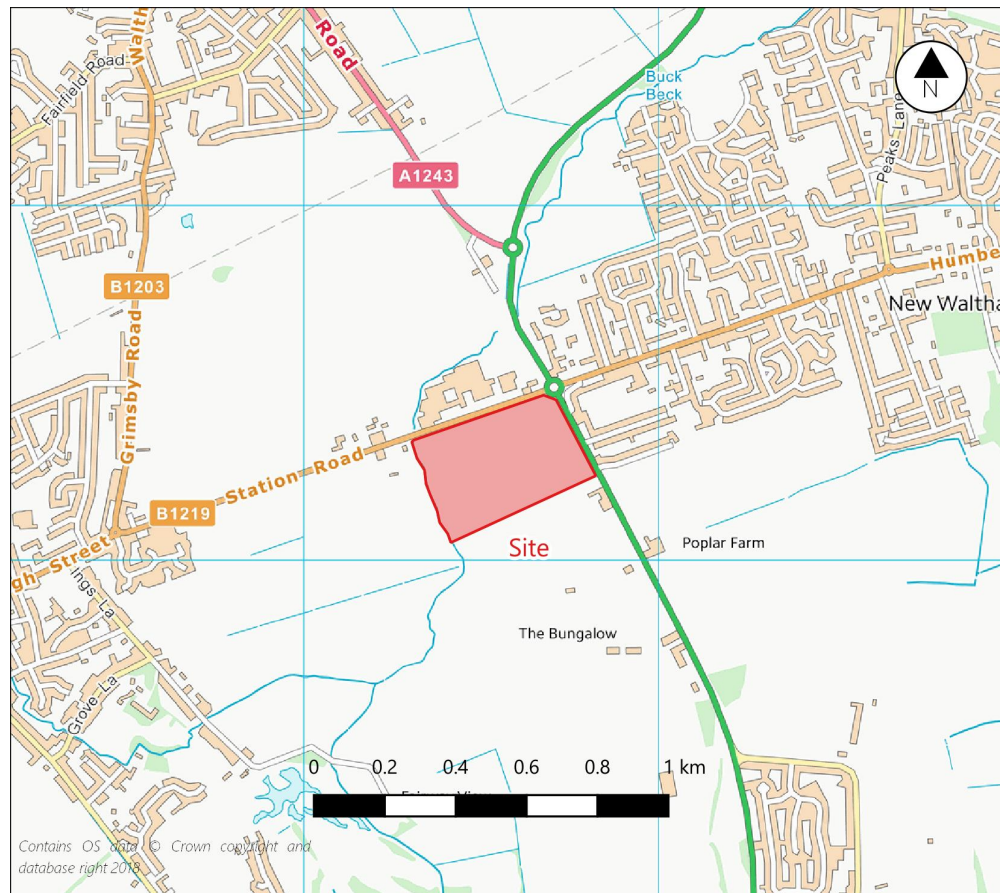 Road
Waltha
Fairfield Road
Buck
Beck
N
A1243
Peaks Lane
Humbe
B1203
New Waltha
Grimsby Road
Station Road
B1219
gh Street
Site
Poplar Farm
Ings La
The Bungalow
Grove La
0 0.2 0.4 0.6 0.8 1 km
Contains OS data © Crown copyright and
database right 2018